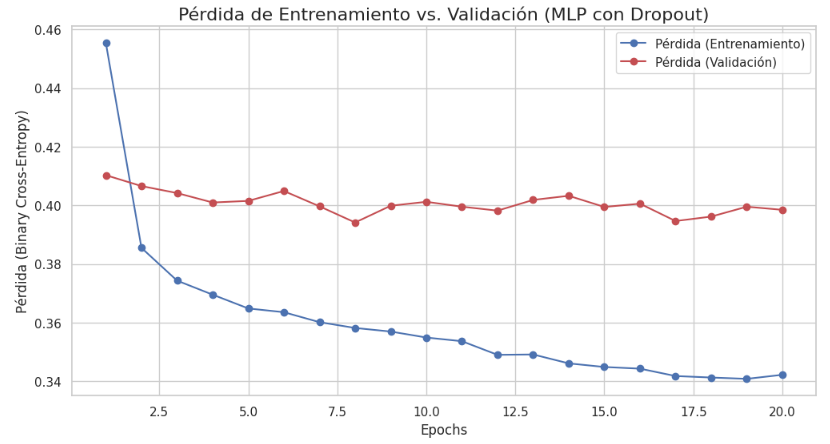 Pérdida de Entrenamiento vs. Validación (MLP con Dropout)
Pérdida (Entrenamiento)
Pérdida (Validación)
Pérdida (Binary Cross-Entropy)
0.46
0.44
0.42
0.40
0.38
0.36
0.34
2.5 5.0 7.5 10.0 12.5 15.0 17.5 20.0
Epochs